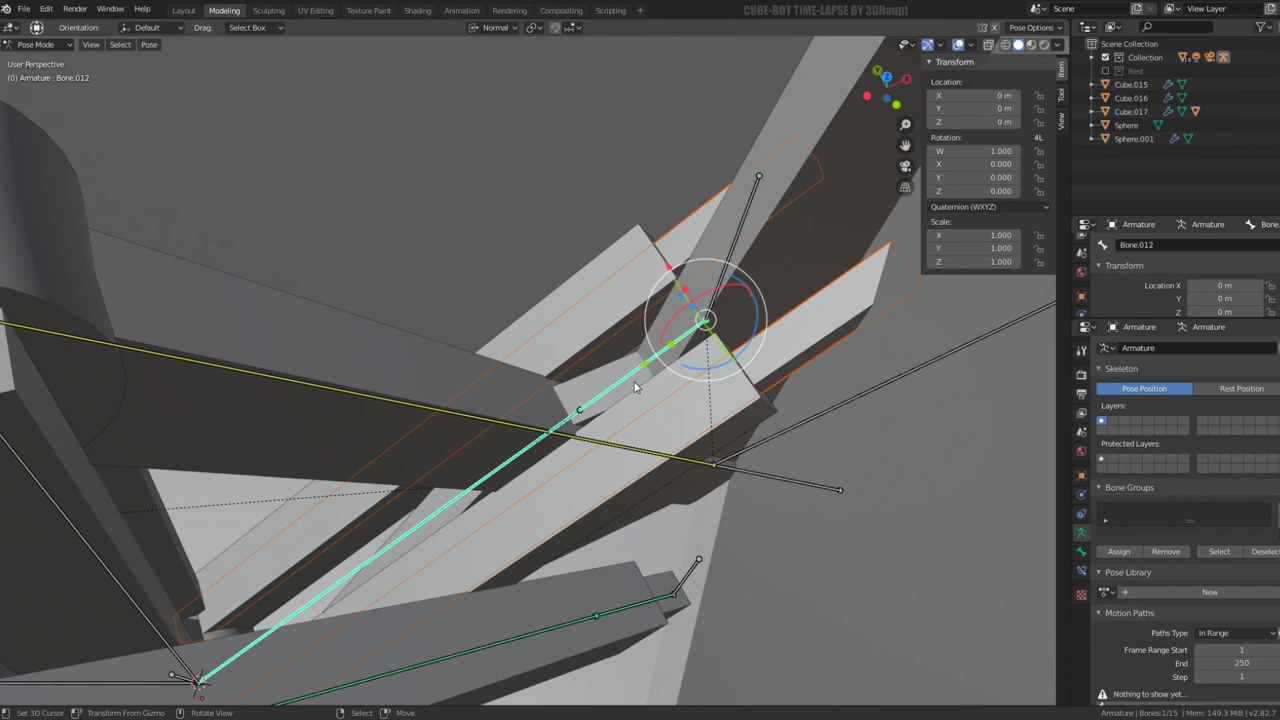 File Edit Render Window Help
Layout Modeling Sculpting UV Editing Texture Paint Shading Animation Rendering Compositing Scripting
CUBE-BOT TIME-LAPSE BY 3DHaupt
Scene View Layer
Orientation: Default Drag: Select Box Normal Pose Options
Pose Mode View Select Pose
User Perspective
(0) Armature : Bone.012
Transform
Location:
X 0 m
Y 0 m
Z 0 m
Rotation: 4L
W 1.000
X 0.000
Y 0.000
Z 0.000
Quaternion (WXYZ)
Scale:
X 1.000
Y 1.000
Z 1.000
Item
Tool
View
X
Y
Z
Scene Collection
Collection
Rest
Cube.015
Cube.016
Cube.017
Sphere
Sphere.001
Armature Armature Bone.
Bone.012
Transform
Location X 0 m
Y 0 m
Z 0 m
Armature Armature
Armature
Skeleton
Pose Position Rest Position
Layers:
Protected Layers:
Bone Groups
Assign Remove Select Deselect
Pose Library
New
Motion Paths
Paths Type In Range
Frame Range Start 1
End 250
Step 1
Nothing to show yet...
Set 3D Cursor Transform From Gizmo Rotate View Select Move
Armature | Bones:1/15 | Mem: 149.3 MiB | v2.82.7